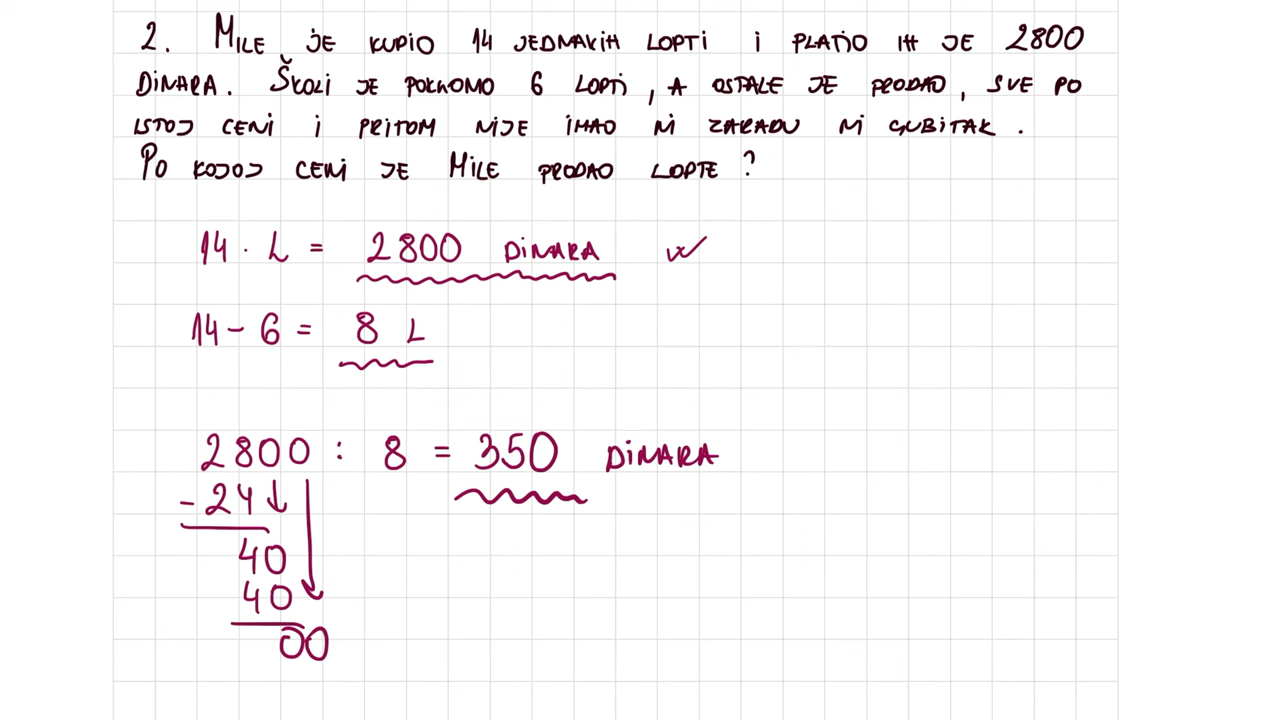 2. MILE JE KUPIO 14 JEDNAKIH LOPTI I PLATIO IH JE 2800
DINARA. ŠKOLI JE POKLONIO 6 LOPTI, A OSTALE JE PRODAO, SVE PO
ISTOJ CENI I PRITOM NIJE IMAO NI ZARADU NI GUBITAK.
PO KOJOJ CENI JE MILE PRODAO LOPTE?
14 · L = 2800 DINARA ✓
14 - 6 = 8 L
2800 : 8 = 350 DINARA
- 24
40
40
00